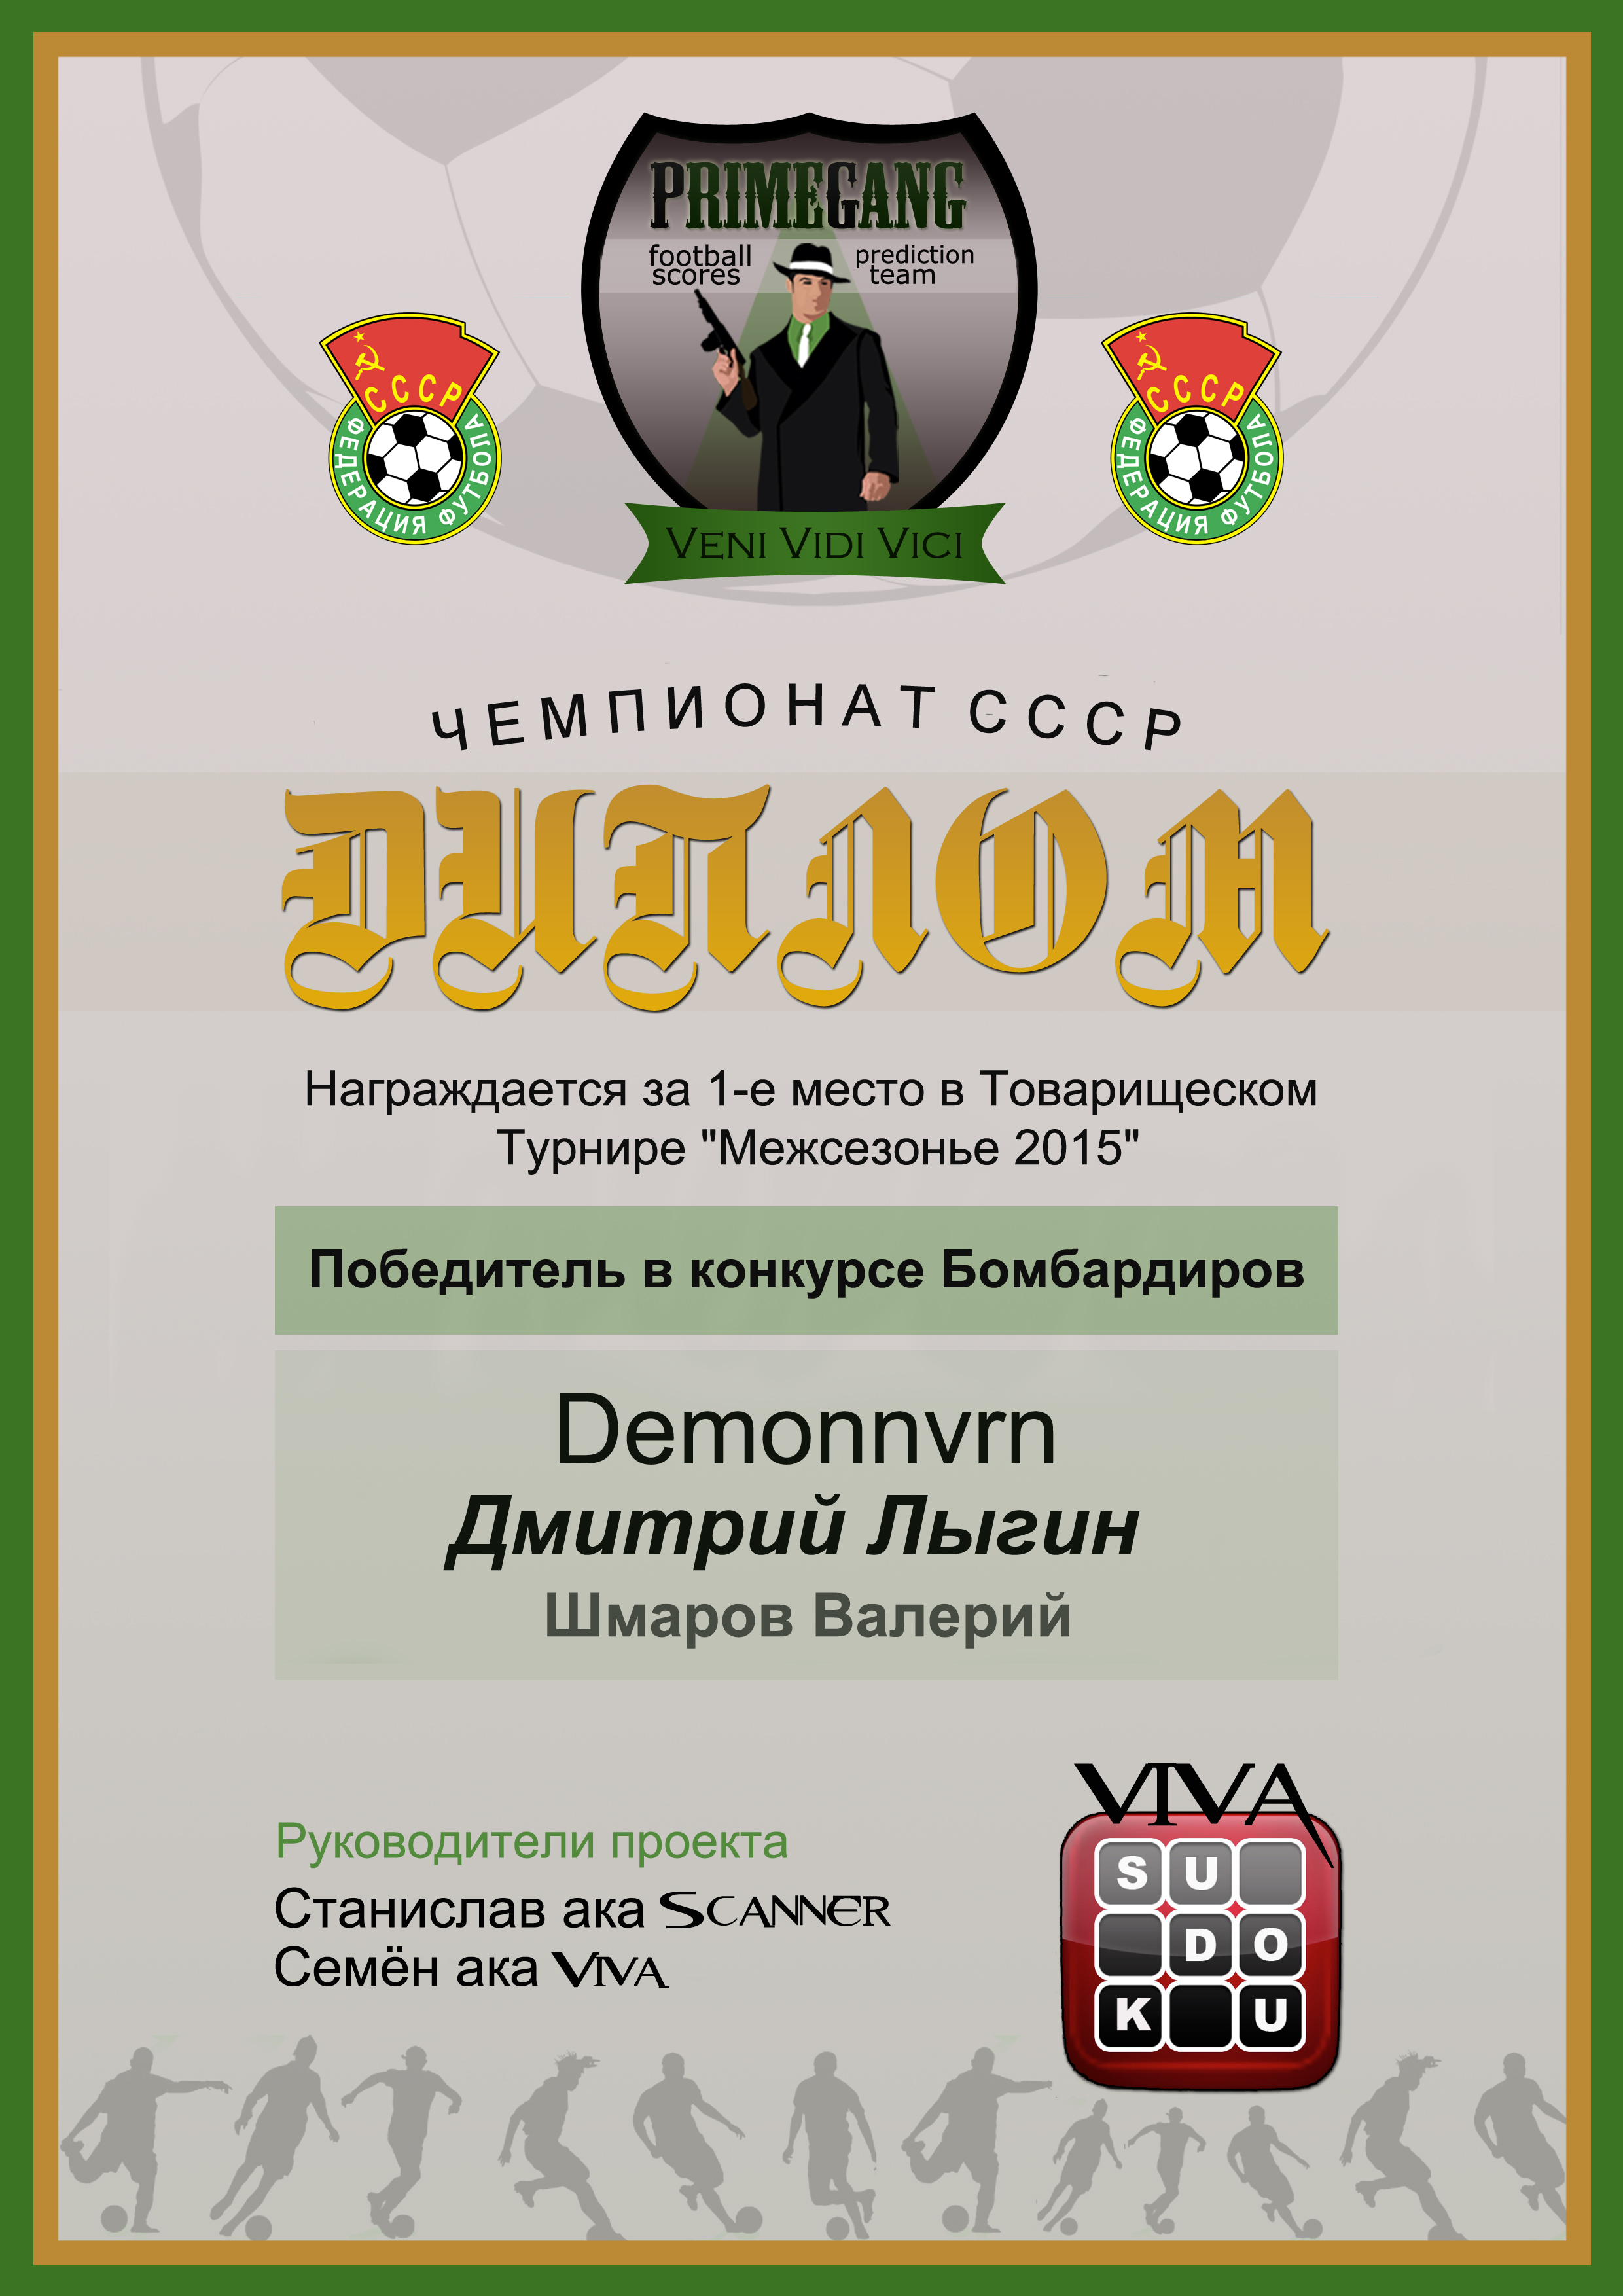 PRIMEGANG
football scores
prediction team
СССР
ФЕДЕРАЦИЯ ФУТБОЛА
СССР
ФЕДЕРАЦИЯ ФУТБОЛА
VENI VIDI VICI
ЧЕМПИОНАТ СССР
ДИПЛОМ
Награждается за 1-е место в Товарищеском
Турнире "Межсезонье 2015"
Победитель в конкурсе Бомбардиров
Demonnvrn
Дмитрий Лыгин
Шмаров Валерий
Руководители проекта
Станислав ака SCANNER
Семён ака VIVA
VIVA
SU
DO
K U